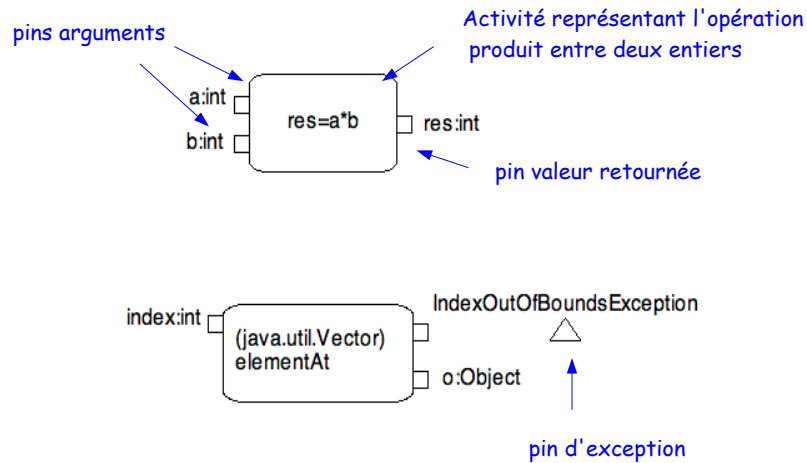 Activité représentant l'opération
produit entre deux entiers
pins arguments
a:int
res=a*b
res:int
b:int
pin valeur retournée
IndexOutOfBoundsException
index:int
(java.util.Vector)
elementAt
o:Object
pin d'exception